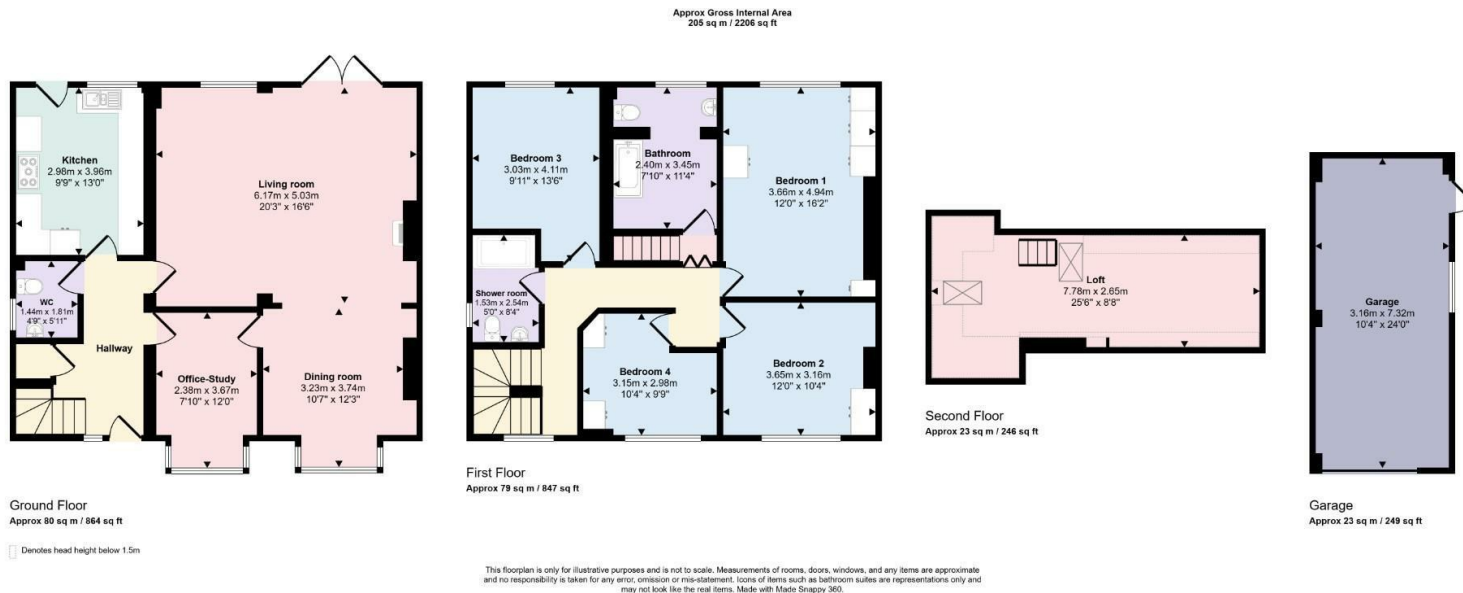 Approx Gross Internal Area
205 sq m / 2206 sq ft
Kitchen
2.98m x 3.96m
9'9" x 13'0"
Living room
6.17m x 5.03m
20'3" x 16'6"
WC
1.44m x 1.81m
4'9" x 5'11"
Hallway
Office-Study
2.38m x 3.67m
7'10" x 12'0"
Dining room
3.23m x 3.74m
10'7" x 12'3"
Ground Floor
Approx 80 sq m / 864 sq ft
Denotes head height below 1.5m
Bedroom 3
3.03m x 4.11m
9'11" x 13'6"
Bathroom
2.40m x 3.45m
7'10" x 11'4"
Bedroom 1
3.66m x 4.94m
12'0" x 16'2"
Shower room
1.53m x 2.54m
5'0" x 8'4"
Bedroom 4
3.15m x 2.98m
10'4" x 9'9"
Bedroom 2
3.65m x 3.16m
12'0" x 10'4"
First Floor
Approx 79 sq m / 847 sq ft
Loft
7.78m x 2.65m
25'6" x 8'8"
Second Floor
Approx 23 sq m / 246 sq ft
Garage
3.16m x 7.32m
10'4" x 24'0"
Garage
Approx 23 sq m / 249 sq ft
This floorplan is only for illustrative purposes and is not to scale. Measurements of rooms, doors, windows, and any items are approximate
and no responsibility is taken for any error, omission or mis-statement. Icons of items such as bathroom suites are representations only and
may not look like the real items. Made with Made Snappy 360.